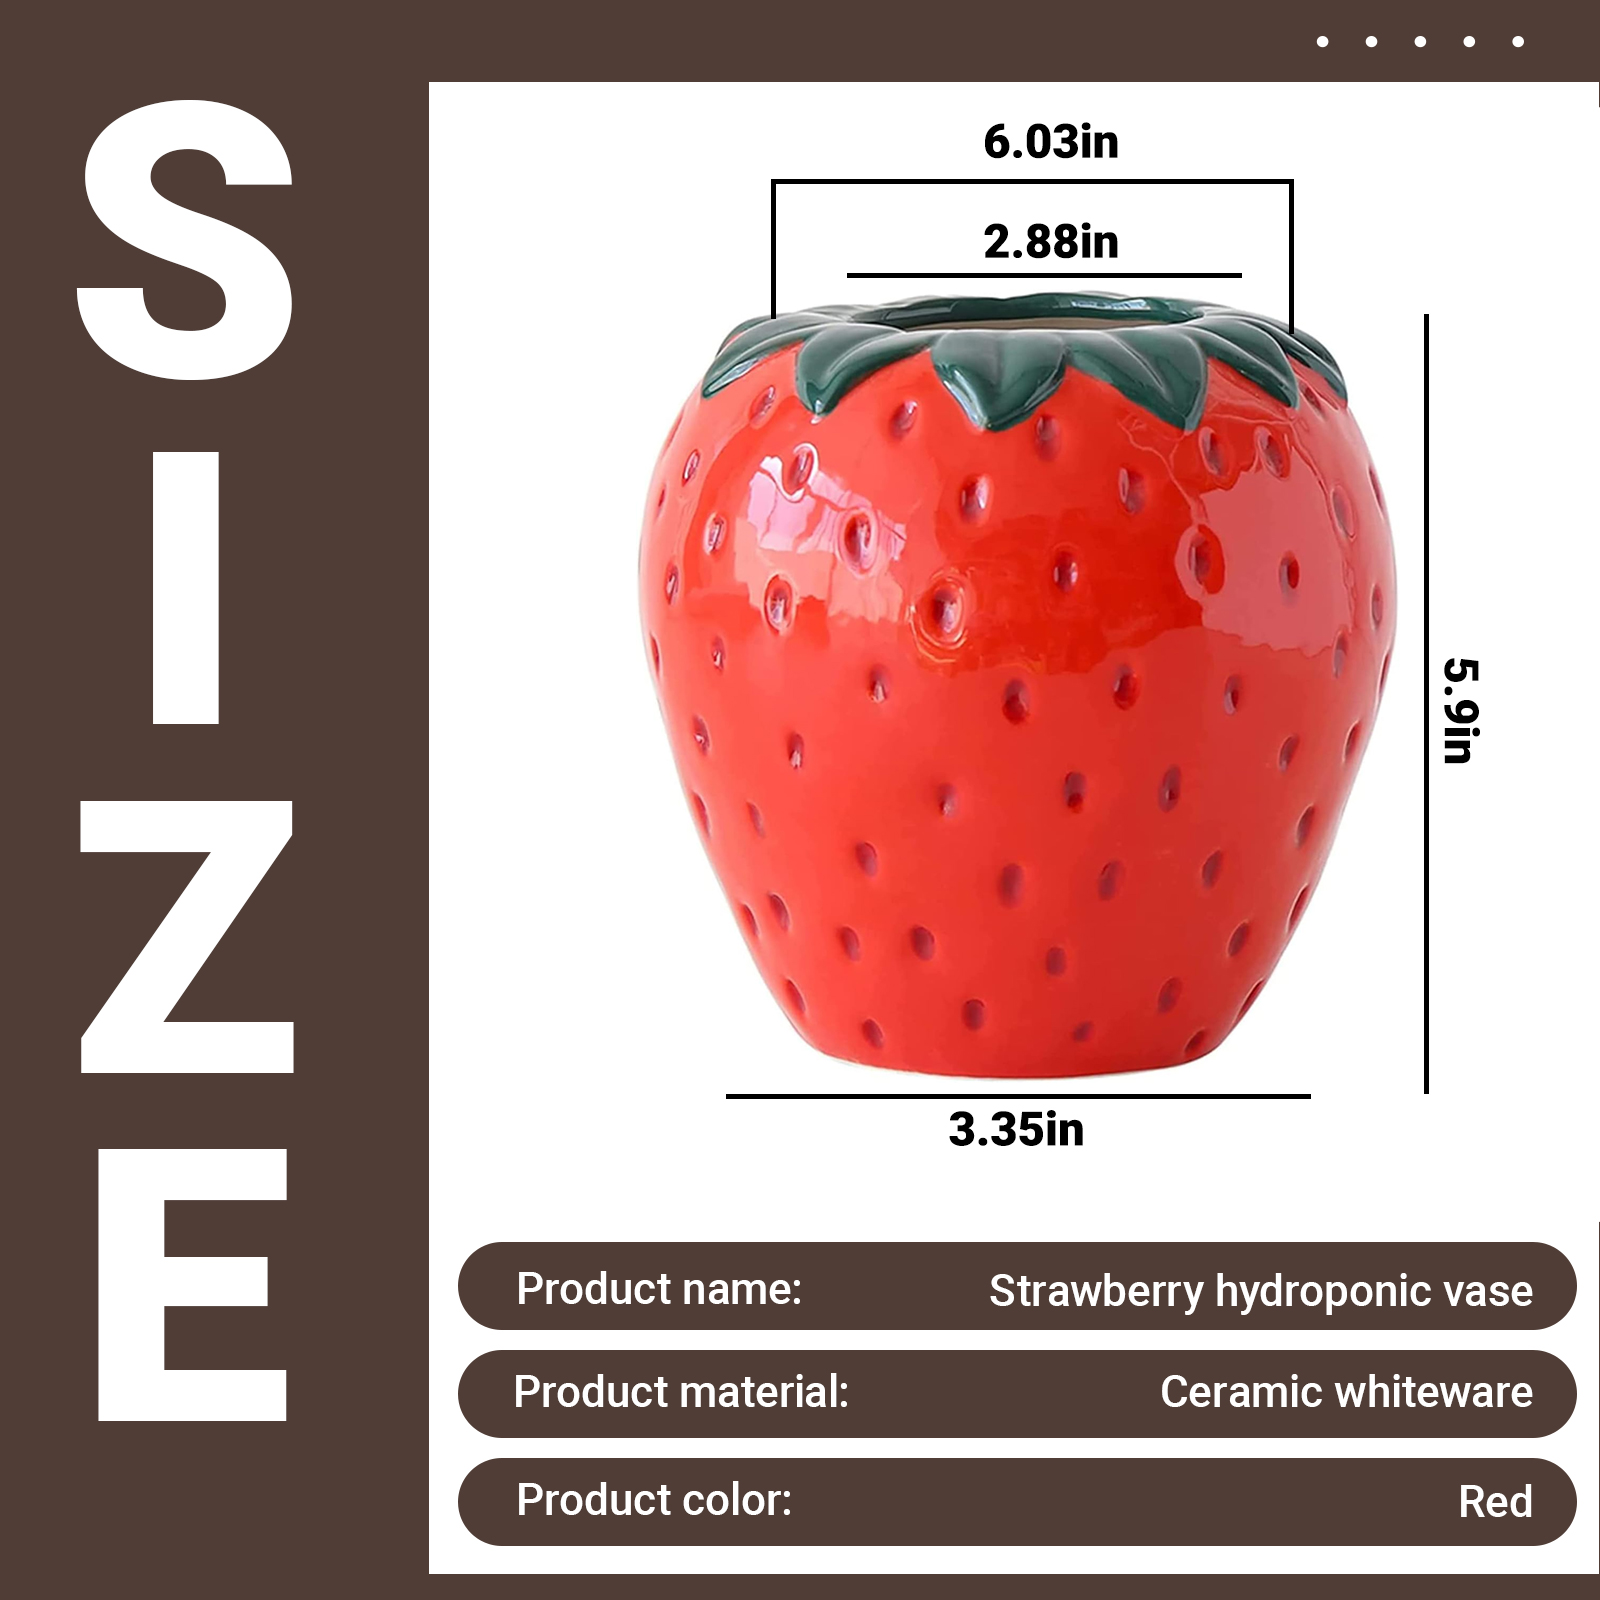 SIZE
6.03in
2.88in
5.9in
3.35in
Product name: Strawberry hydroponic vase
Product material: Ceramic whiteware
Product color: Red